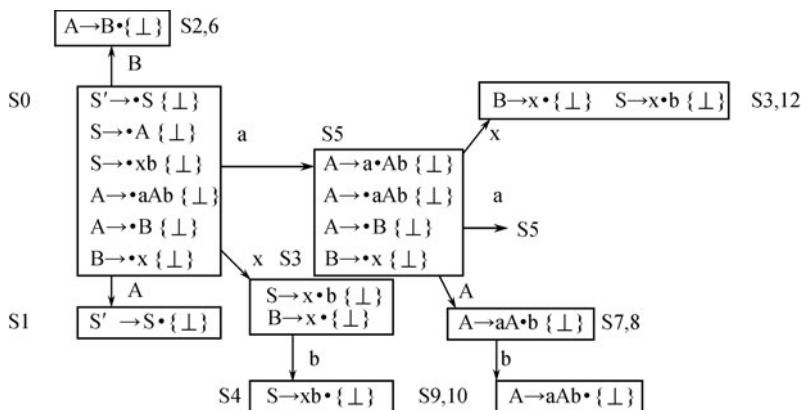 A→B•{⊥} S2,6
B
S0
S′→•S{⊥}
S→•A {⊥}
S→•xb {⊥}
A→•aAb{⊥}
A→•B{⊥}
B→•x{⊥}
a
S5
A→a•Ab {⊥}
A→•aAb {⊥}
A→•B {⊥}
B→•x {⊥}
B→x•{⊥} S→x•b {⊥} S3,12
x
a
S5
x S3
S→x•b {⊥}
B→x•{⊥}
A
S1
S′ →S•{⊥}
A
A→aA•b {⊥} S7,8
b
S4 S→xb•{⊥}
b
S9,10 A→aAb•{⊥}